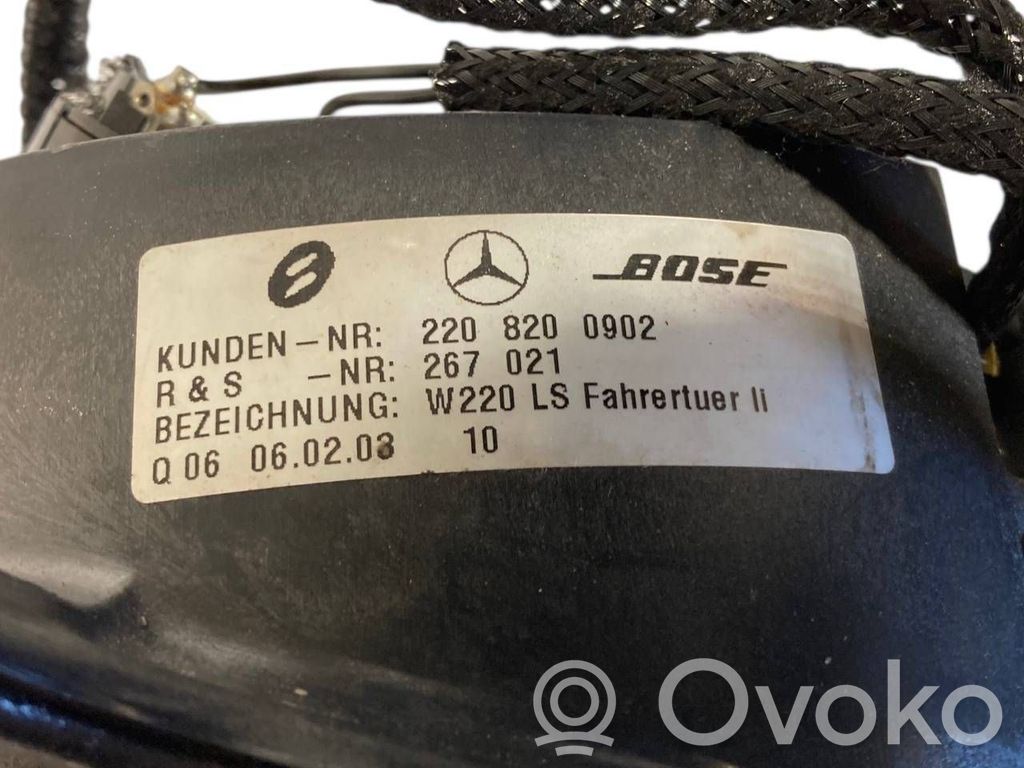 BOSE
KUNDEN-NR: 220 820 0902
R & S -NR: 267 021
BEZEICHNUNG: W220 LS Fahrertuer li
Q 06 06.02.03 10
Ovoko